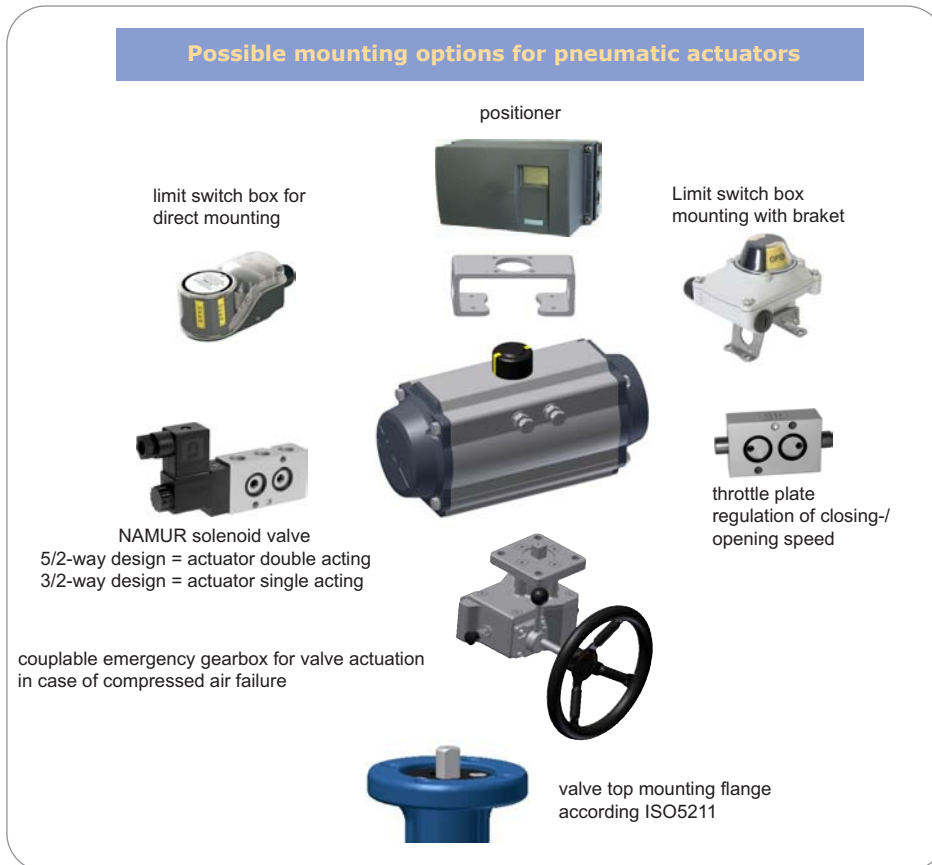 Possible mounting options for pneumatic actuators
positioner
limit switch box for
direct mounting
Limit switch box
mounting with braket
OPEN
NAMUR solenoid valve
5/2-way design = actuator double acting
3/2-way design = actuator single acting
throttle plate
regulation of closing-/
opening speed
couplable emergency gearbox for valve actuation
in case of compressed air failure
valve top mounting flange
according ISO5211